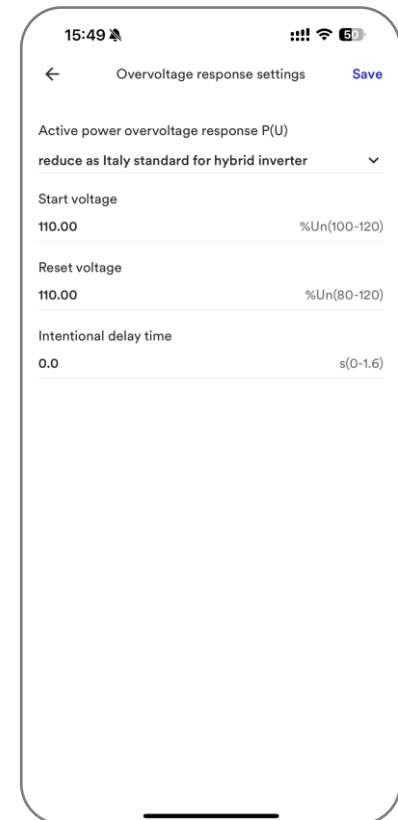 15:49
50
Overvoltage response settings Save
Active power overvoltage response P(U)
reduce as Italy standard for hybrid inverter
Start voltage
110.00 %Un(100-120)
Reset voltage
110.00 %Un(80-120)
Intentional delay time
0.0 s(0-1.6)